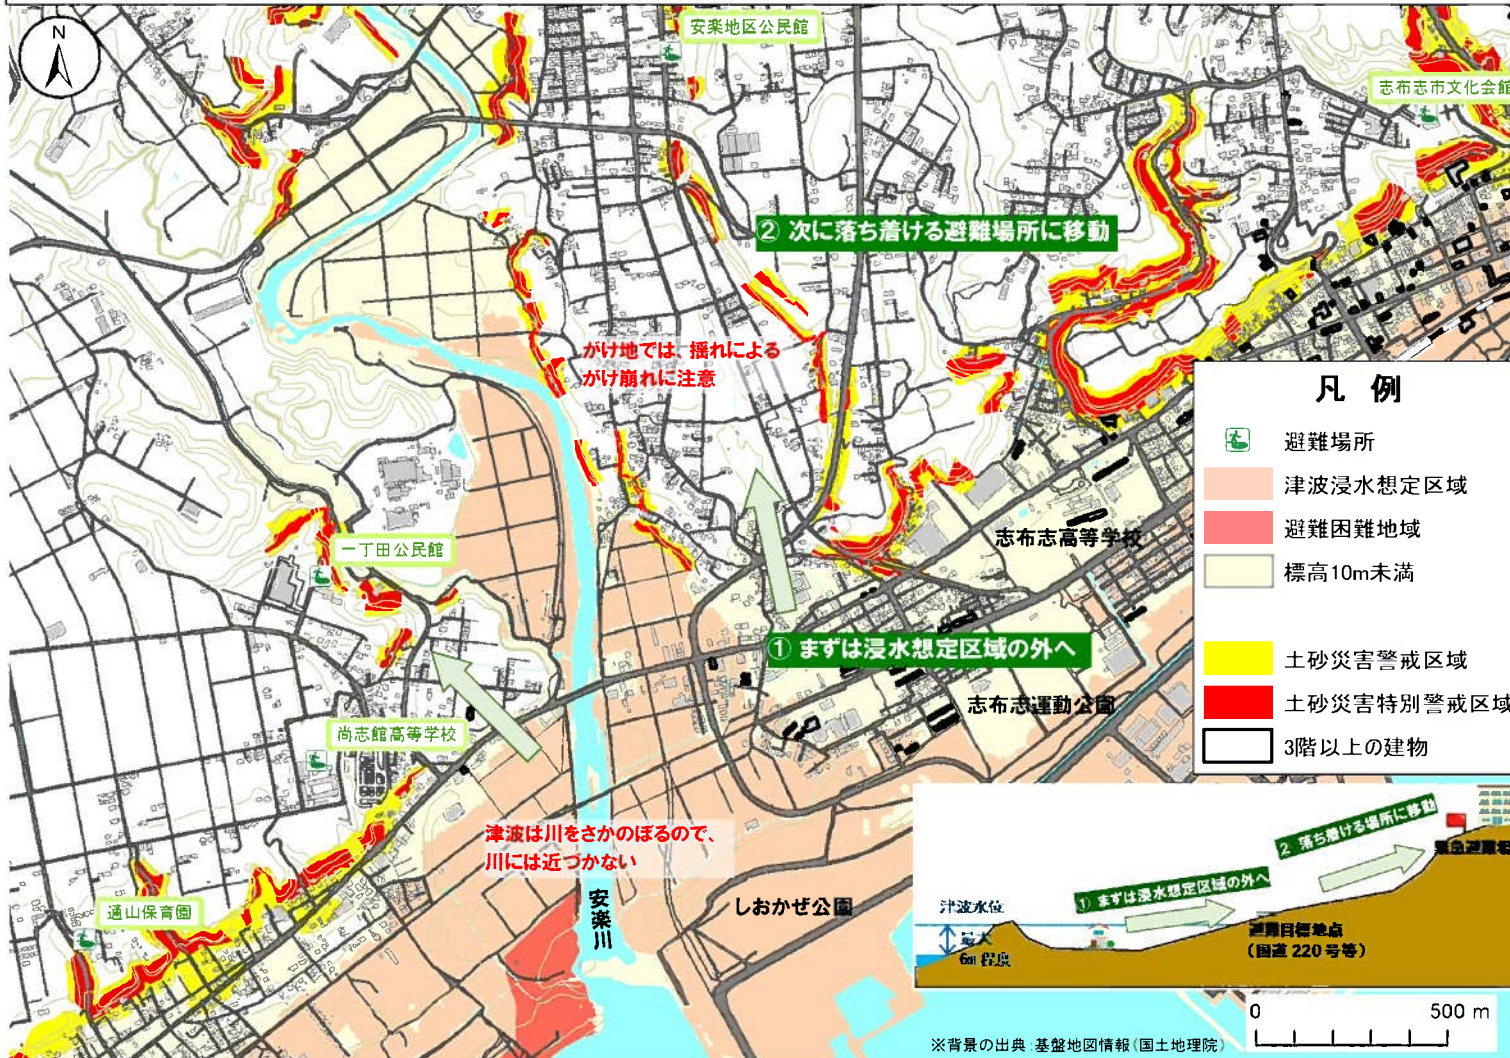 N
安楽地区公民館
志布志市文化会館
② 次に落ち着ける避難場所に移動
がけ地では、揺れによる
がけ崩れに注意
凡 例
避難場所
津波浸水想定区域
避難困難地域
標高10m未満
土砂災害警戒区域
土砂災害特別警戒区域
3階以上の建物
一丁田公民館
志布志高等学校
① まずは浸水想定区域の外へ
志布志運動公園
尚志館高等学校
津波は川をさかのぼるので、
川には近づかない
安楽川
しおかぜ公園
通山保育園
2 落ち着ける場所に移動
① まずは浸水想定区域の外へ
津波水位
最大
6m 程度
避難目標地点
(国道 220 号等)
0 500 m
※背景の出典:基盤地図情報(国土地理院)